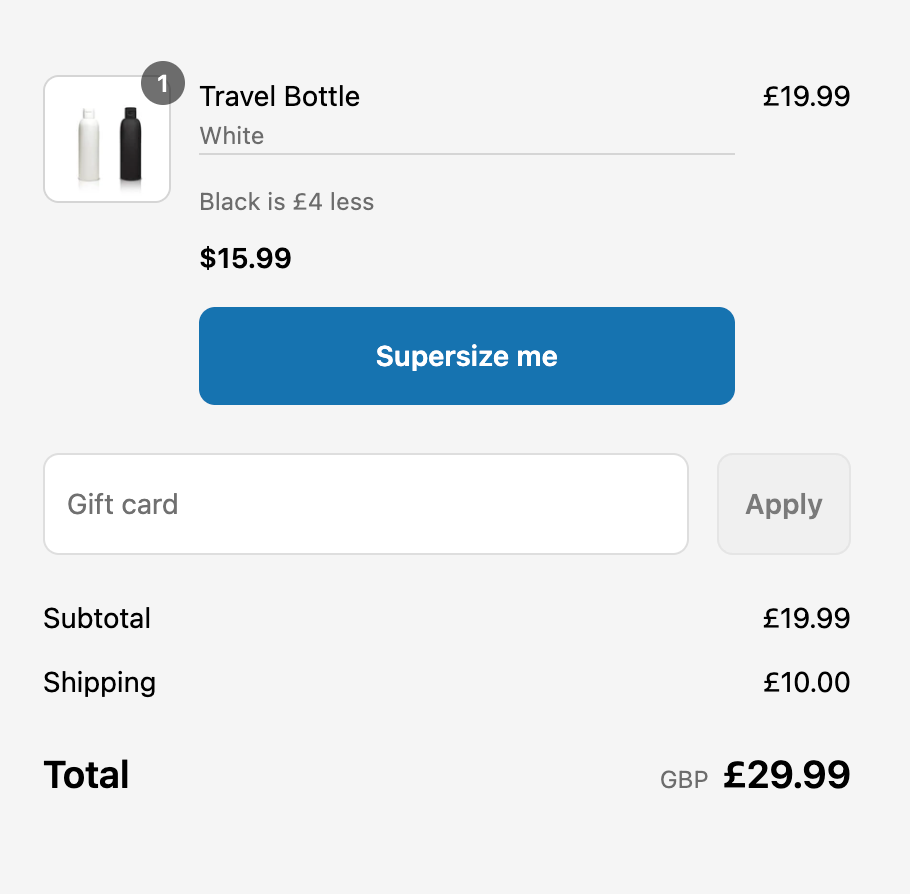 1
Travel Bottle £19.99
White
Black is £4 less
$15.99
Supersize me
Gift card Apply
Subtotal £19.99
Shipping £10.00
Total GBP £29.99